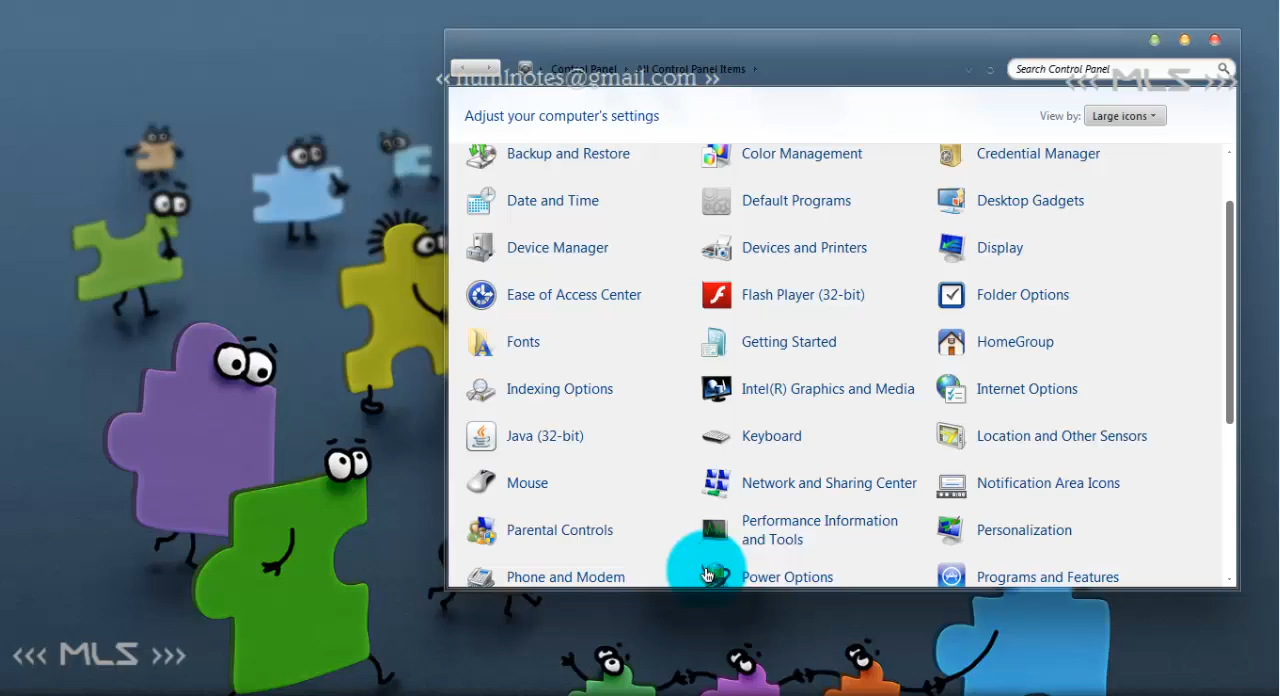 Control Panel All Control Panel Items
Search Control Panel
« numlnotes@gmail.com »
<<< MLS >>>
Adjust your computer's settings
View by: Large icons
Backup and Restore
Color Management
Credential Manager
Date and Time
Default Programs
Desktop Gadgets
Device Manager
Devices and Printers
Display
Ease of Access Center
Flash Player (32-bit)
Folder Options
Fonts
Getting Started
HomeGroup
Indexing Options
Intel(R) Graphics and Media
Internet Options
Java (32-bit)
Keyboard
Location and Other Sensors
Mouse
Network and Sharing Center
Notification Area Icons
Parental Controls
Performance Information
and Tools
Personalization
Phone and Modem
Power Options
Programs and Features
<<< MLS >>>